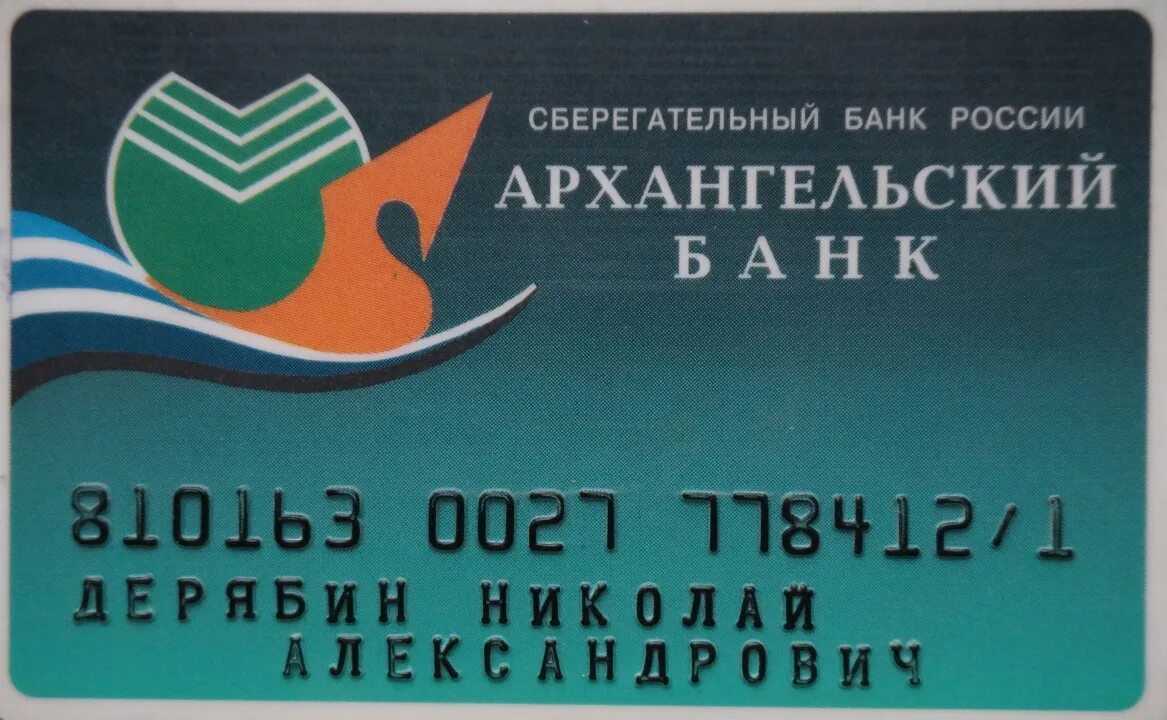 СБЕРЕГАТЕЛЬНЫЙ БАНК РОССИИ
АРХАНГЕЛЬСКИЙ
БАНК
810163 0027 778412/1
ДЕРЯБИН НИКОЛАЙ
АЛЕКСАНДРОВИЧ